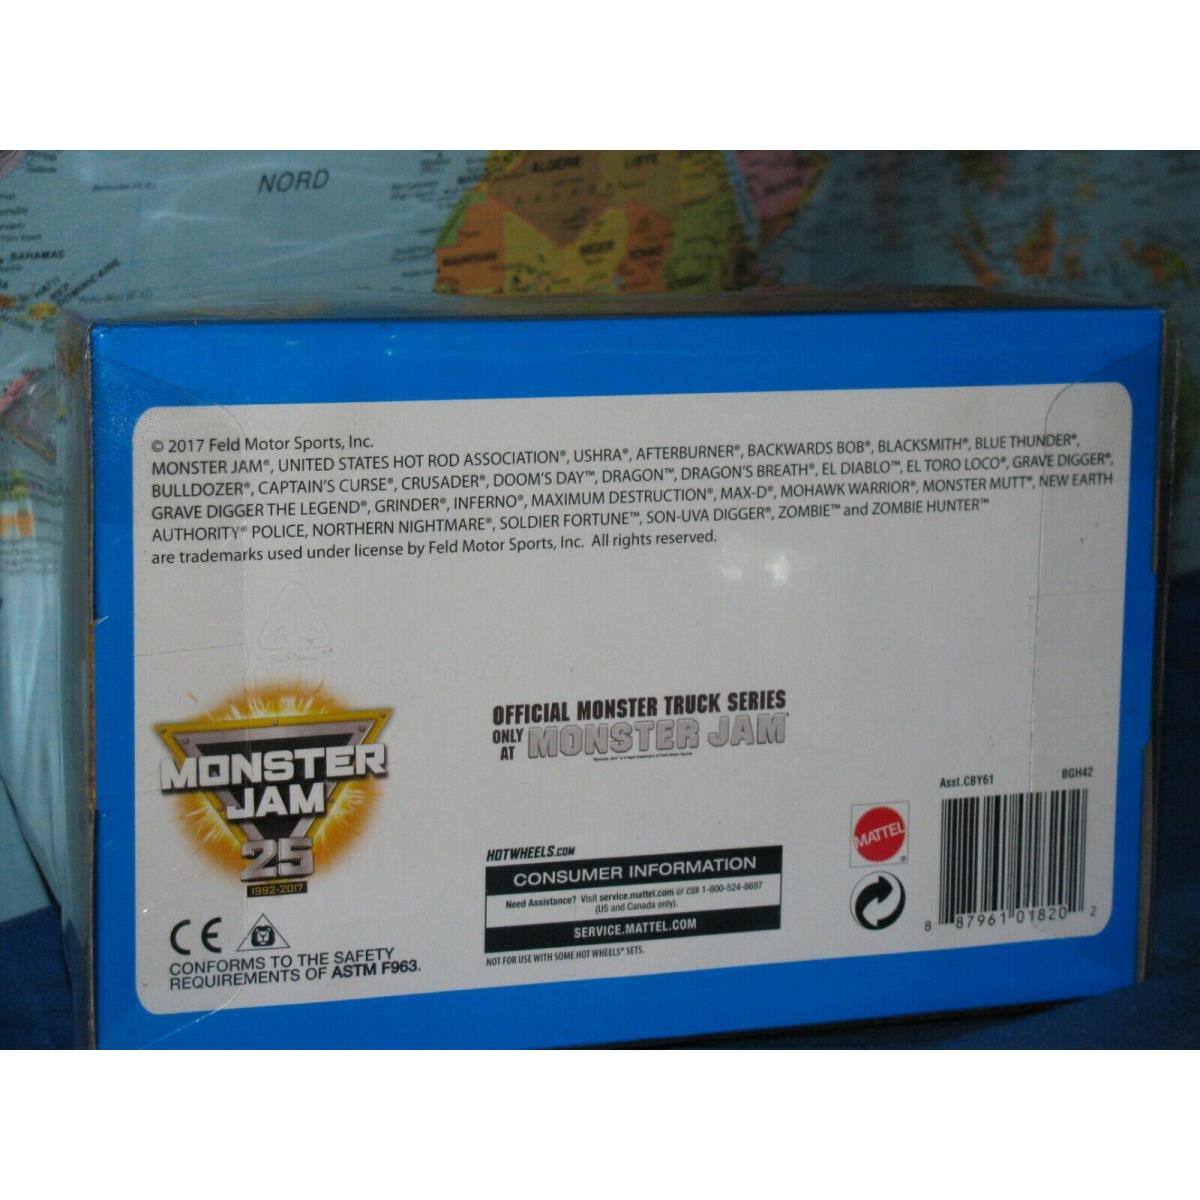 NORD
ALGÉRIE
LIBYE
NIGER
TCHAD
BAHAMAS
© 2017 Feld Motor Sports, Inc.
MONSTER JAM®, UNITED STATES HOT ROD ASSOCIATION®, USHRA®, AFTERBURNER®, BACKWARDS BOB®, BLACKSMITH®, BLUE THUNDER®,
BULLDOZER®, CAPTAIN'S CURSE®, CRUSADER®, DOOM'S DAY™, DRAGON™, DRAGON'S BREATH®, EL DIABLO™, EL TORO LOCO®, GRAVE DIGGER®,
GRAVE DIGGER THE LEGEND®, GRINDER®, INFERNO®, MAXIMUM DESTRUCTION®, MAX-D®, MOHAWK WARRIOR®, MONSTER MUTT®, NEW EARTH
AUTHORITY® POLICE, NORTHERN NIGHTMARE®, SOLDIER FORTUNE™, SON-UVA DIGGER®, ZOMBIE™ and ZOMBIE HUNTER™
are trademarks used under license by Feld Motor Sports, Inc. All rights reserved.
PETE CBY61
MONSTER
JAM
25
1992-2017
OFFICIAL MONSTER TRUCK SERIES
ONLY AT MONSTER JAM®
Asst.CBY61
BGH42
MATTEL
8 87961 01820 2
HOTWHEELS.COM
CONSUMER INFORMATION
Need Assistance? Visit service.mattel.com or call 1-800-524-8697
(US and Canada only).
SERVICE.MATTEL.COM
NOT FOR USE WITH SOME HOT WHEELS® SETS.
CE
CONFORMS TO THE SAFETY
REQUIREMENTS OF ASTM F963.